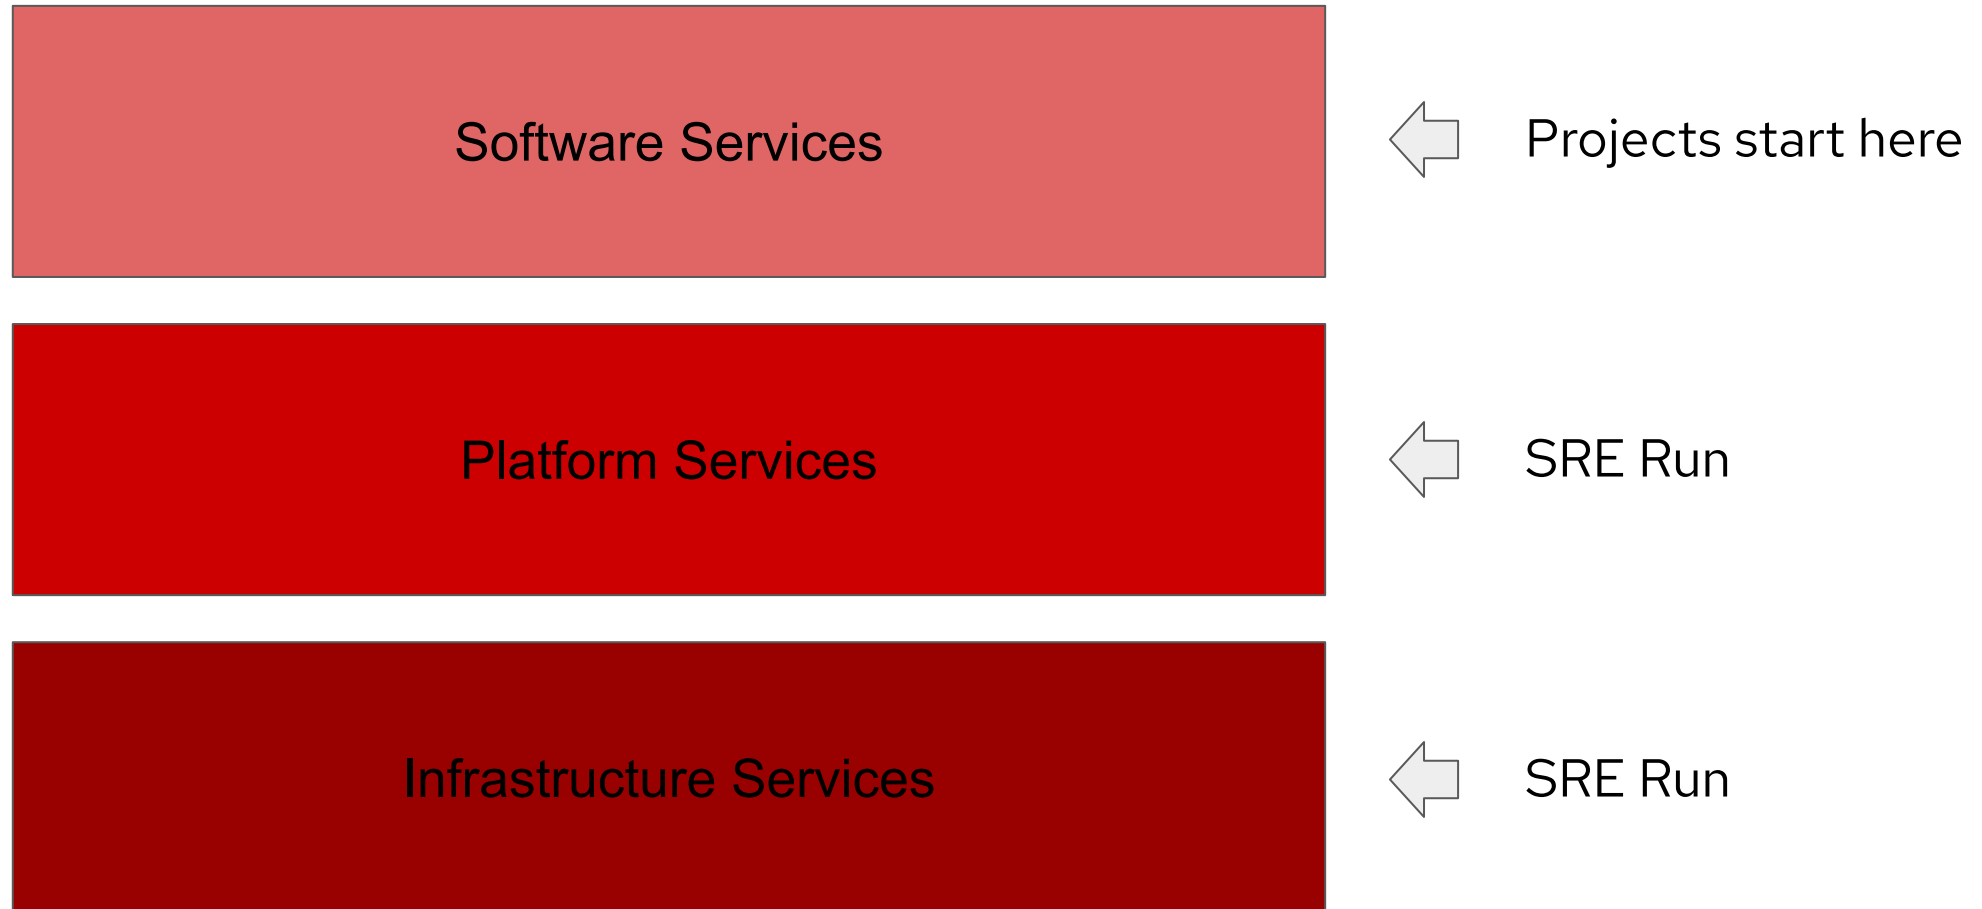 Software Services
Projects start here
Platform Services
SRE Run
Infrastructure Services
SRE Run